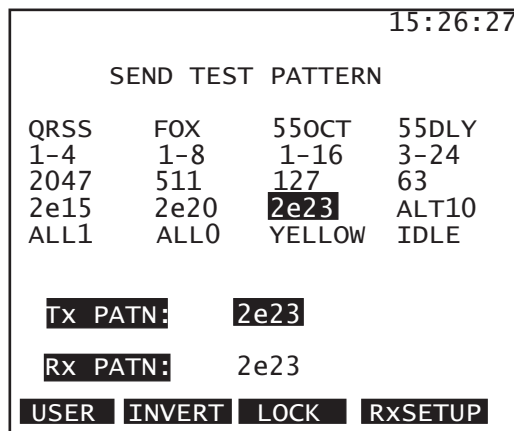 15:26:27
SEND TEST PATTERN
QRSS FOX 55OCT 55DLY
1-4 1-8 1-16 3-24
2047 511 127 63
2e15 2e20 2e23 ALT10
ALL1 ALL0 YELLOW IDLE
Tx PATN: 2e23
Rx PATN: 2e23
USER INVERT LOCK RxSETUP